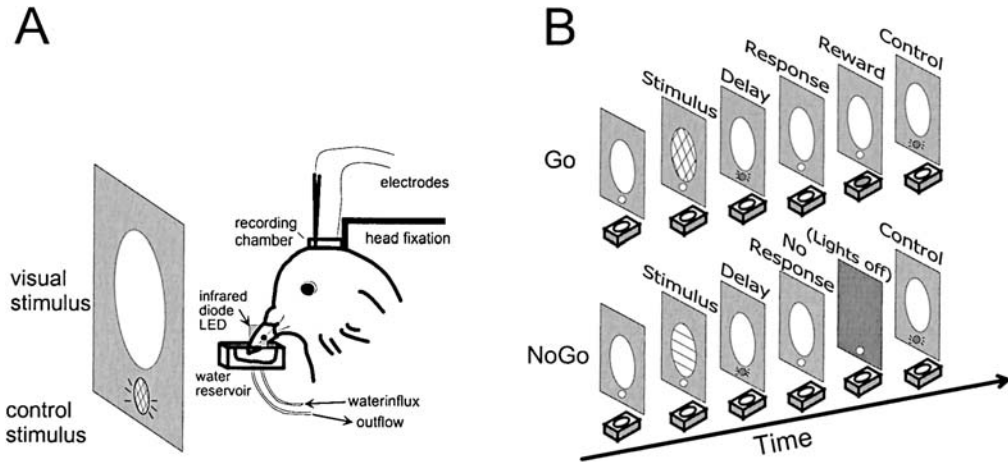 A
electrodes
recording
chamber
head fixation
visual
stimulus
infrared
diode
LED
water
reservoir
waterinflux
outflow
control
stimulus
B
Go
Stimulus
Delay
Response
Reward
Control
NoGo
Stimulus
Delay
No
Response
(Lights off)
Control
Time